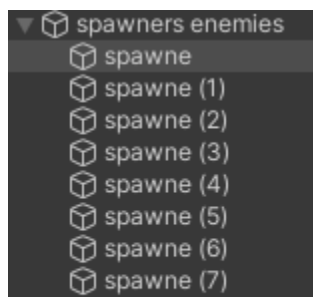 spawners enemies
spawne
spawne (1)
spawne (2)
spawne (3)
spawne (4)
spawne (5)
spawne (6)
spawne (7)